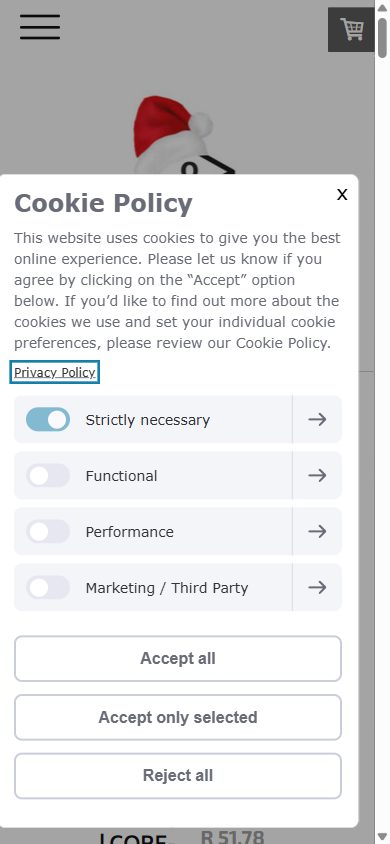 X
Cookie Policy
This website uses cookies to give you the best
online experience. Please let us know if you
agree by clicking on the “Accept” option
below. If you’d like to find out more about the
cookies we use and set your individual cookie
preferences, please review our Cookie Policy.
Privacy Policy
Strictly necessary
Functional
Performance
Marketing / Third Party
Accept all
Accept only selected
Reject all
R 51.78